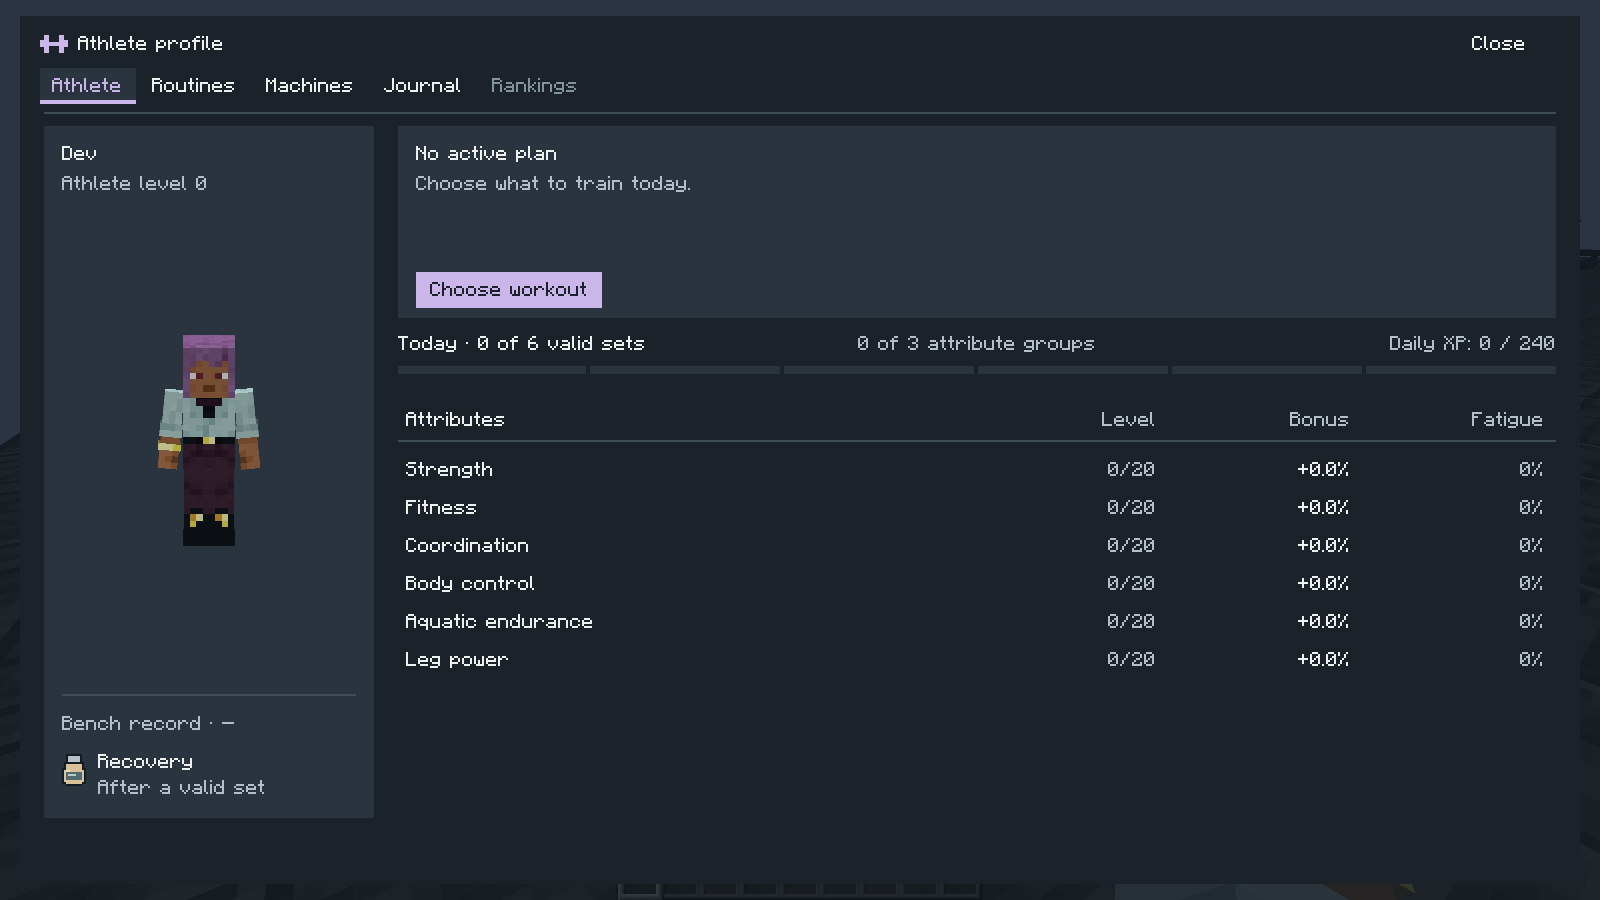 Athlete profile
Close
Athlete Routines Machines Journal Rankings
Dev
Athlete level 0
No active plan
Choose what to train today.
Choose workout
Today · 0 of 6 valid sets
0 of 3 attribute groups
Daily XP: 0 / 240
Attributes Level Bonus Fatigue
Strength 0/20 +0.0% 0%
Fitness 0/20 +0.0% 0%
Coordination 0/20 +0.0% 0%
Body control 0/20 +0.0% 0%
Aquatic endurance 0/20 +0.0% 0%
Leg power 0/20 +0.0% 0%
Bench record · —
Recovery
After a valid set